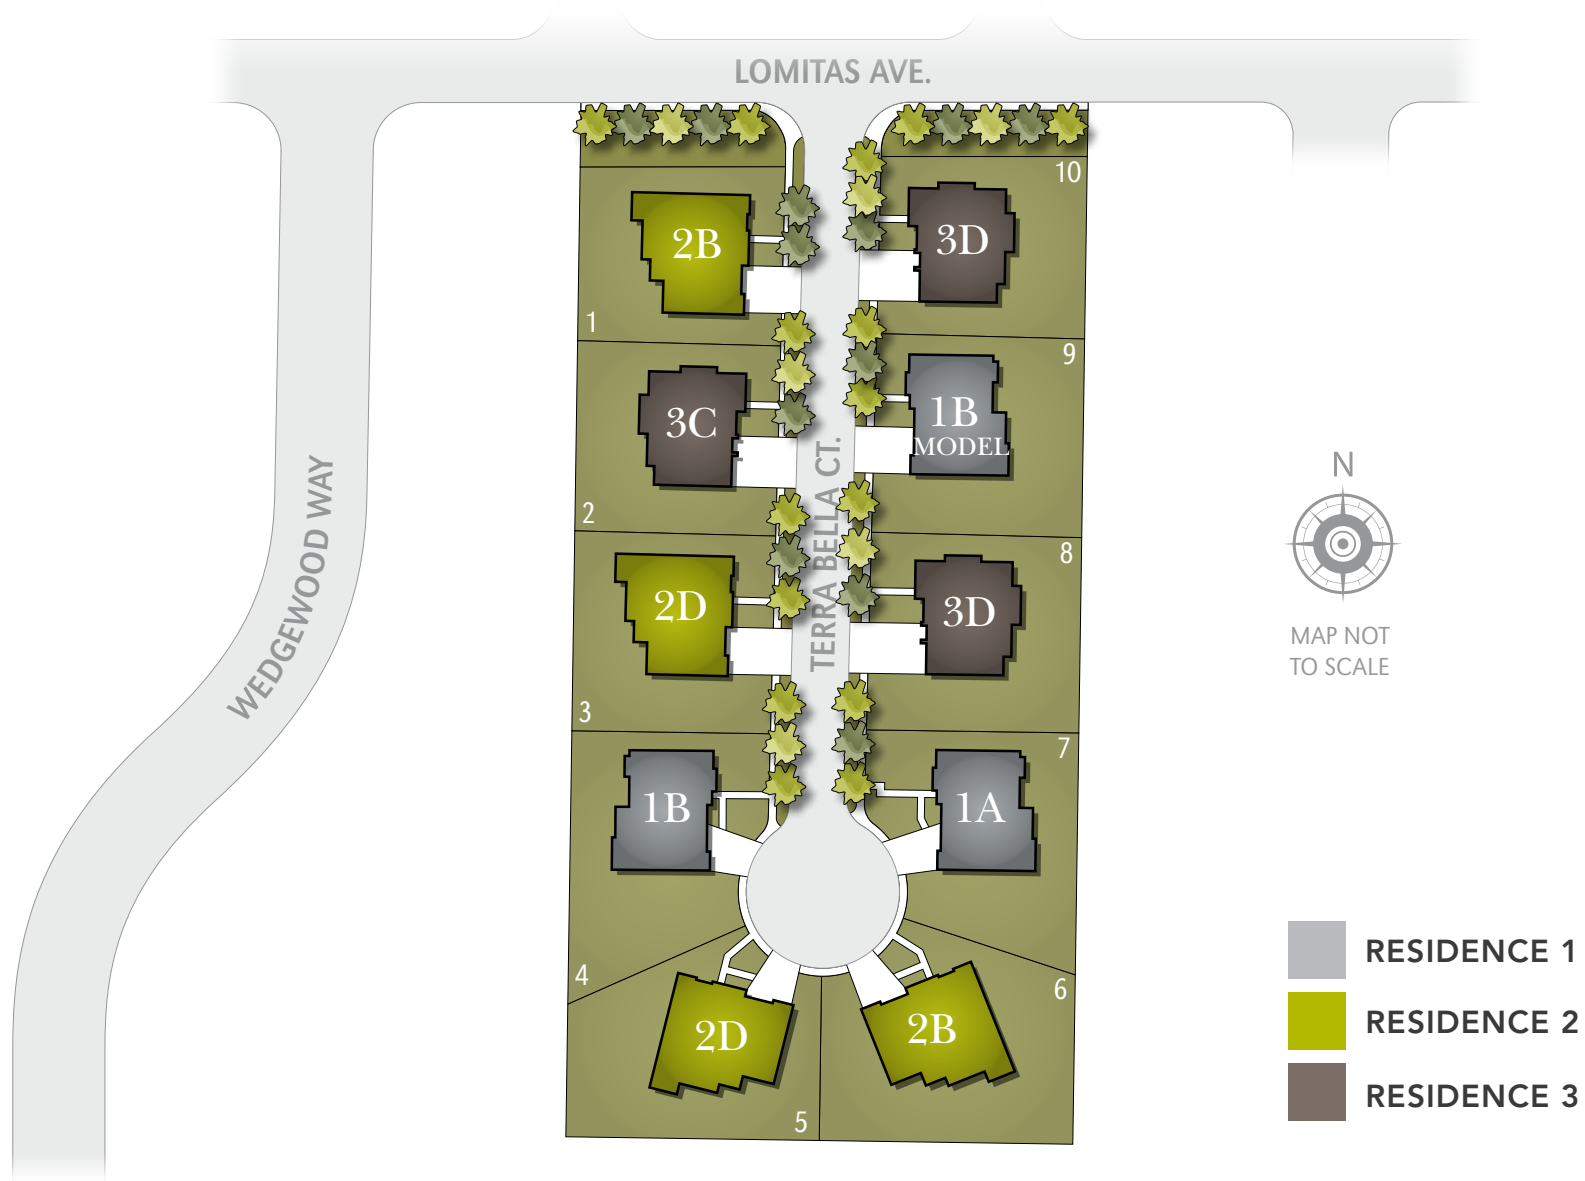 LOMITAS AVE.
10
2B
3D
1
9
3C
1B
MODEL
TERRA BELLA CT.
WEDGEWOOD WAY
N
2
8
2D
3D
MAP NOT
TO SCALE
3
7
1B
1A
4
6
2D
2B
5
RESIDENCE 1
RESIDENCE 2
RESIDENCE 3